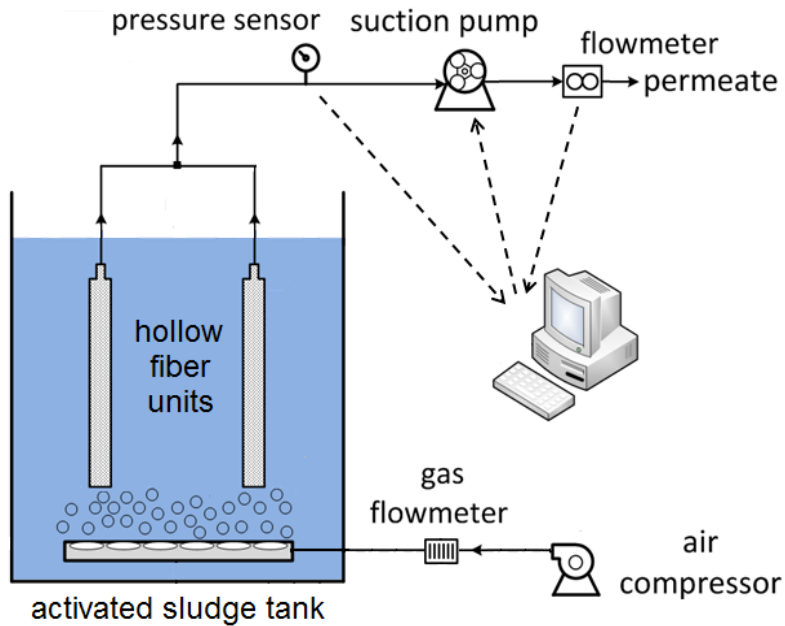 pressure sensor
suction pump
flowmeter
permeate
hollow
fiber
units
gas
flowmeter
air
compressor
activated sludge tank